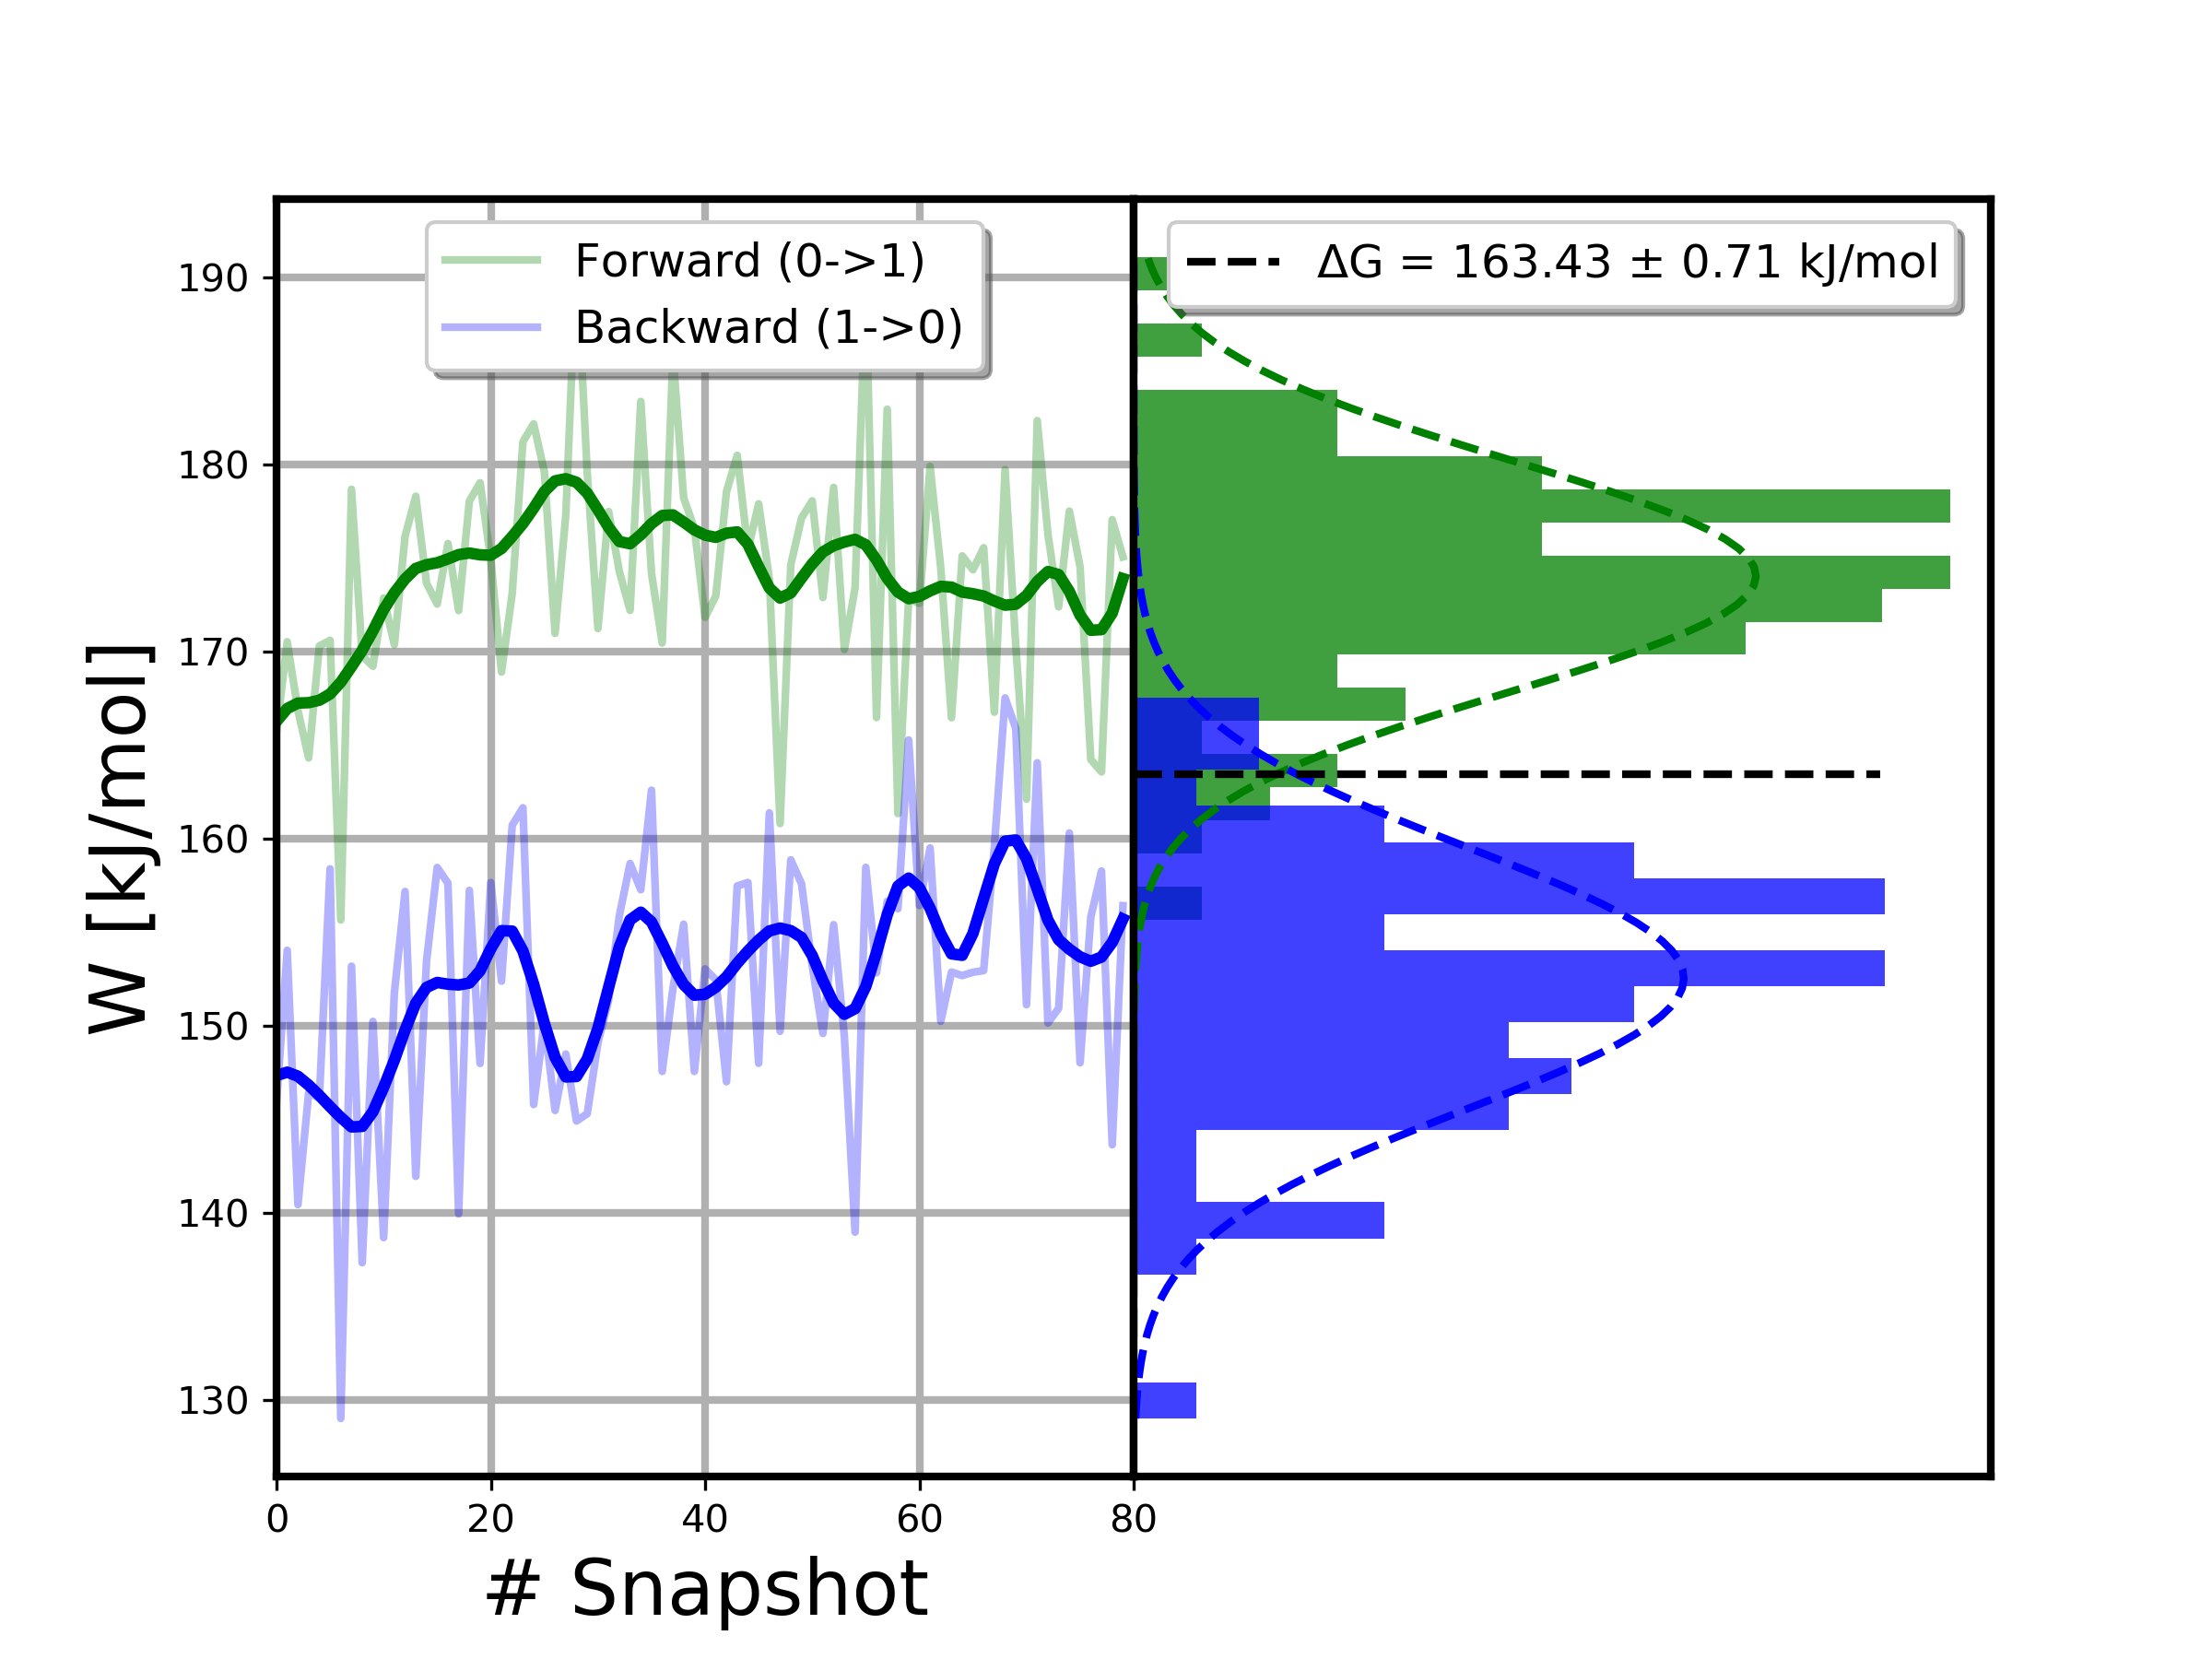 Forward (0->1)
Backward (1->0)
ΔG = 163.43 ± 0.71 kJ/mol
W [kJ/mol]
190
180
170
160
150
140
130
0 20 40 60 80
# Snapshot